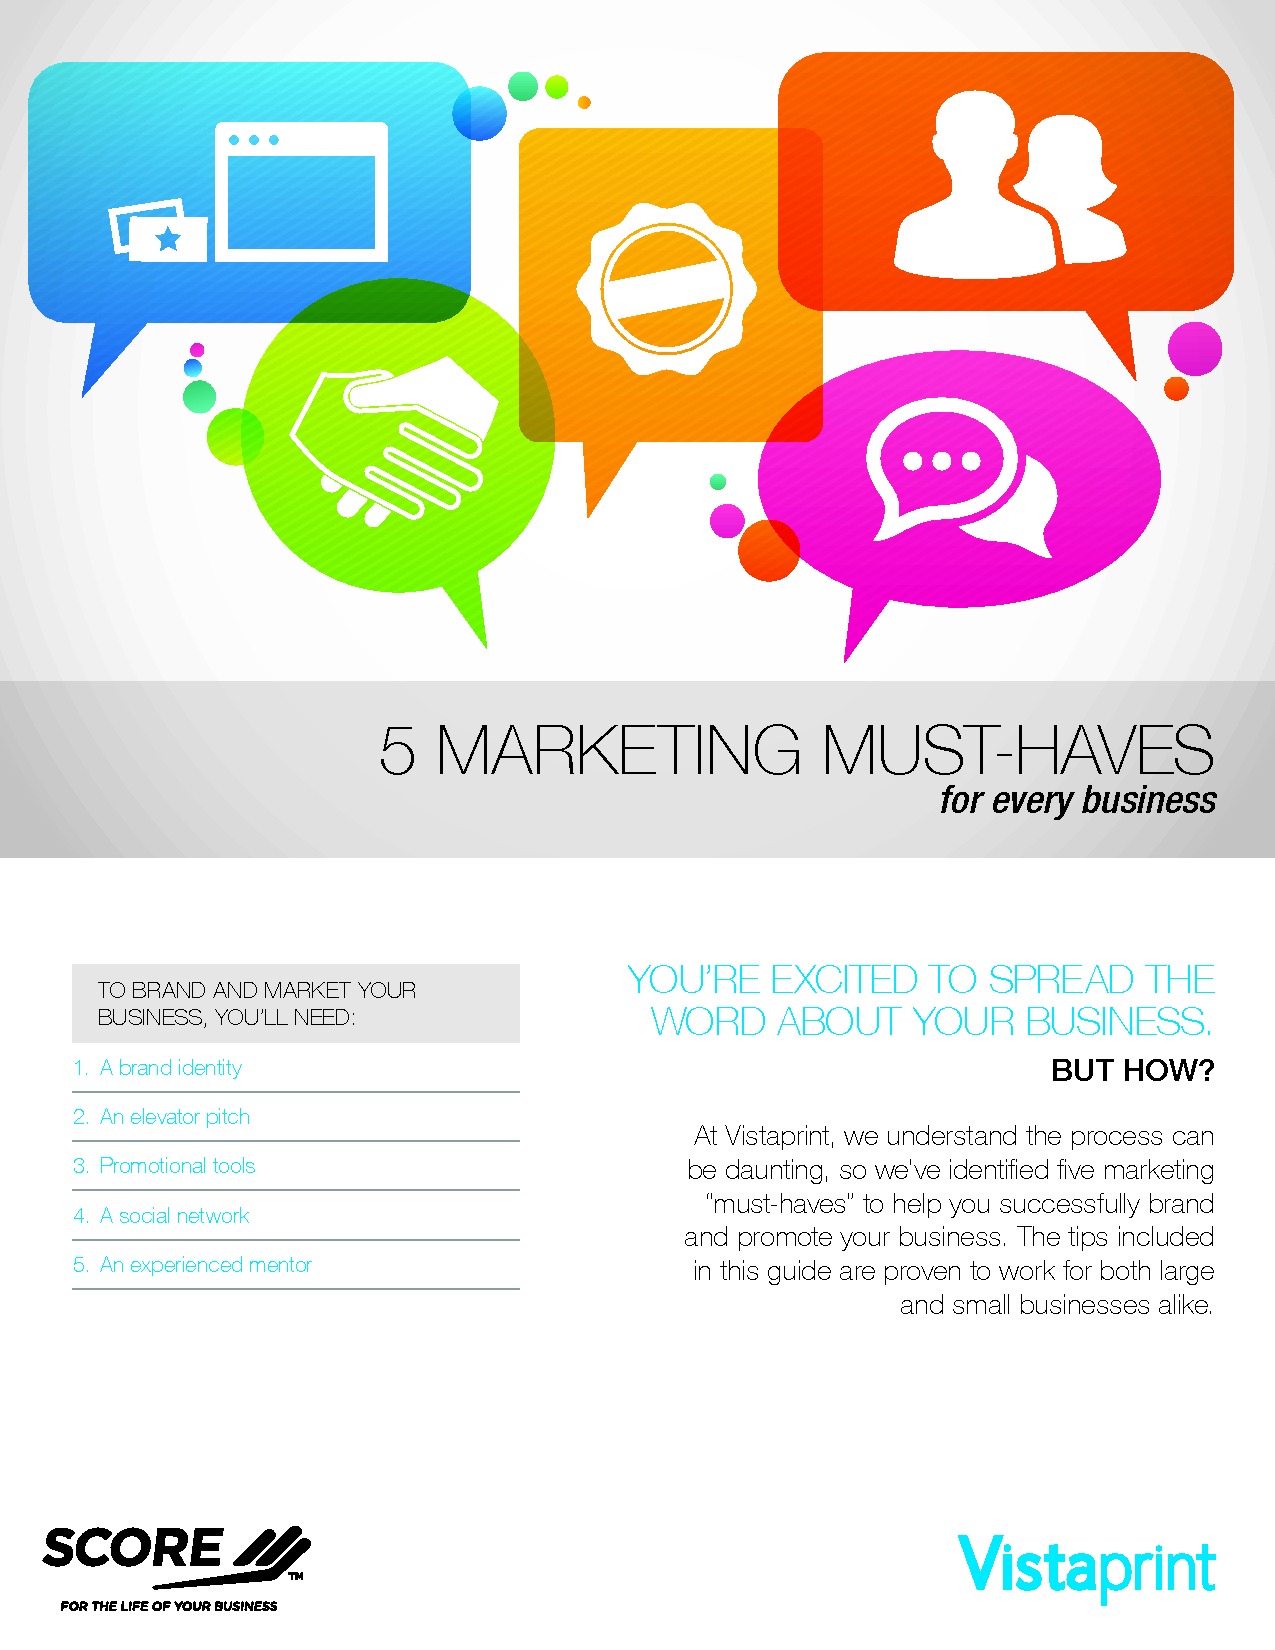 5 MARKETING MUST-HAVES
for every business
TO BRAND AND MARKET YOUR
BUSINESS, YOU'LL NEED:
1. A brand identity
2. An elevator pitch
3. Promotional tools
4. A social network
5. An experienced mentor
YOU'RE EXCITED TO SPREAD THE
WORD ABOUT YOUR BUSINESS.
BUT HOW?
At Vistaprint, we understand the process can
be daunting, so we've identified five marketing
“must-haves” to help you successfully brand
and promote your business. The tips included
in this guide are proven to work for both large
and small businesses alike.
SCORE
TM
FOR THE LIFE OF YOUR BUSINESS
Vistaprint